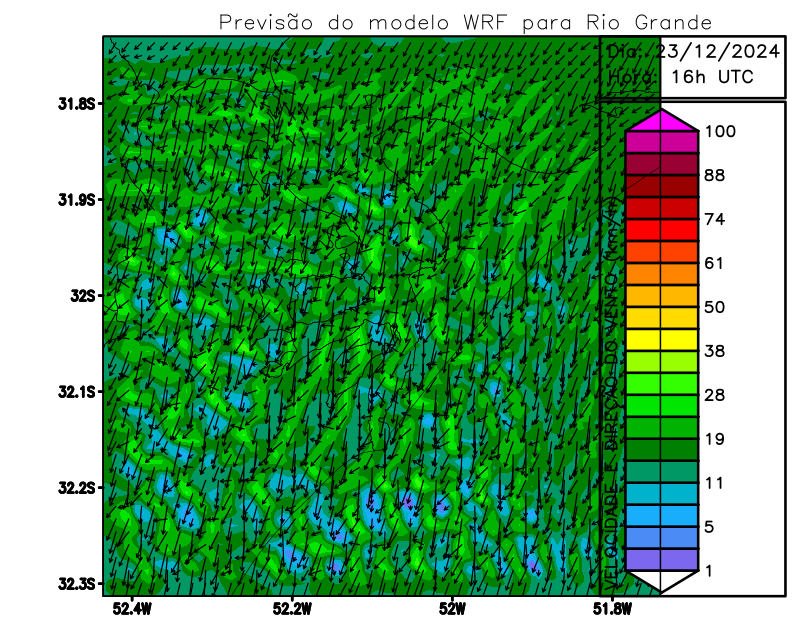 Previsão do modelo WRF para Rio Grande
Dia: 23/12/2024
Hora: 16h UTC
31.8S
31.9S
32S
32.1S
32.2S
32.3S
52.4W
52.2W
52W
51.8W
VELOCIDADE E DIREÇÃO DO VENTO (km/h)
100
88
74
61
50
38
28
19
11
5
1